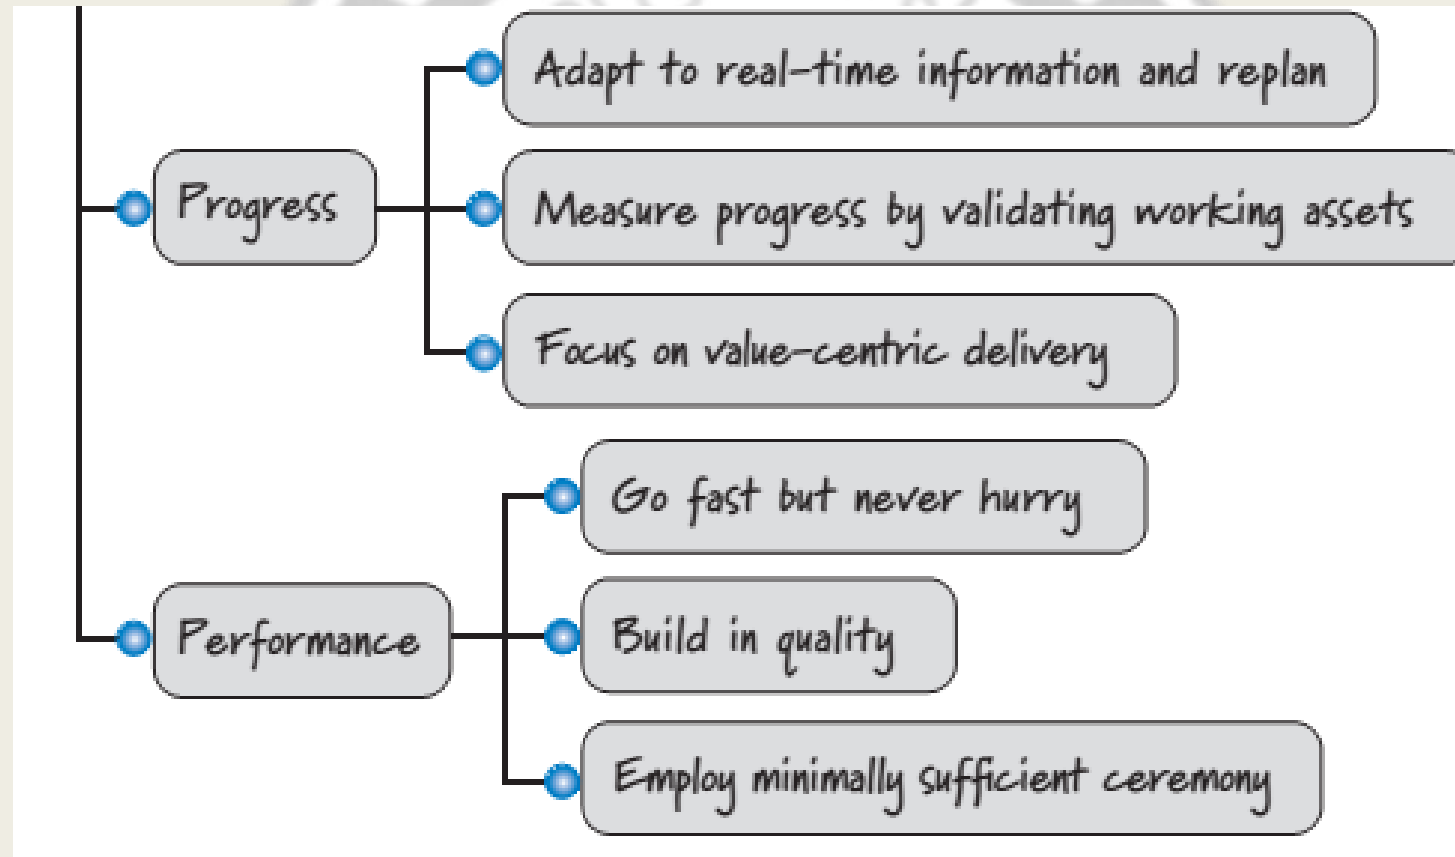 Progress
Adapt to real-time information and replan
Measure progress by validating working assets
Focus on value-centric delivery
Performance
Go fast but never hurry
Build in quality
Employ minimally sufficient ceremony